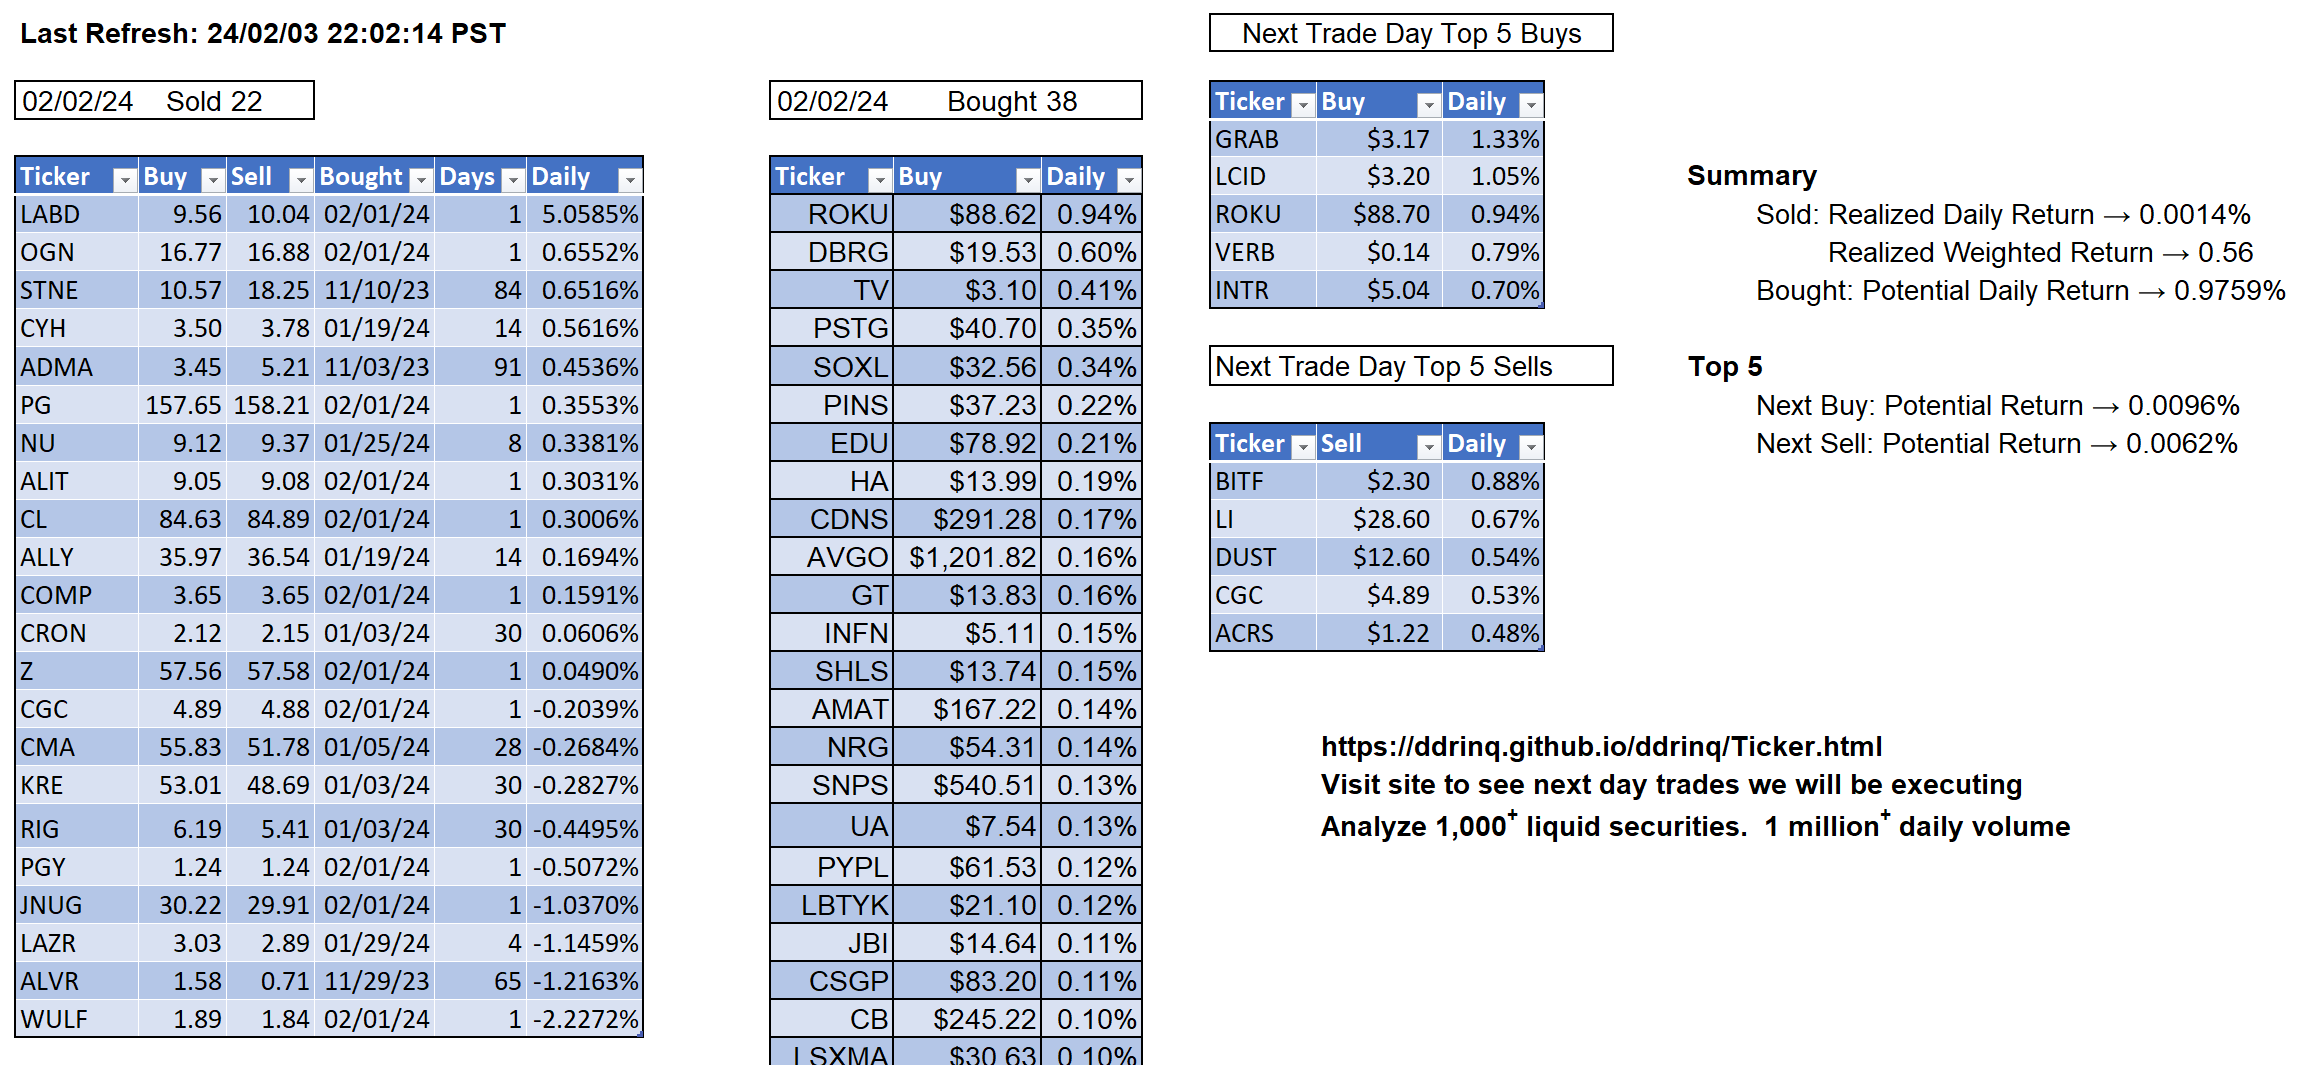 Last Refresh: 24/02/03 22:02:14 PST
02/02/24 Sold 22
Ticker Buy Sell Bought Days Daily
LABD 9.56 10.04 02/01/24 1 5.0585%
OGN 16.77 16.88 02/01/24 1 0.6552%
STNE 10.57 18.25 11/10/23 84 0.6516%
CYH 3.50 3.78 01/19/24 14 0.5616%
ADMA 3.45 5.21 11/03/23 91 0.4536%
PG 157.65 158.21 02/01/24 1 0.3553%
NU 9.12 9.37 01/25/24 8 0.3381%
ALIT 9.05 9.08 02/01/24 1 0.3031%
CL 84.63 84.89 02/01/24 1 0.3006%
ALLY 35.97 36.54 01/19/24 14 0.1694%
COMP 3.65 3.65 02/01/24 1 0.1591%
CRON 2.12 2.15 01/03/24 30 0.0606%
Z 57.56 57.58 02/01/24 1 0.0490%
CGC 4.89 4.88 02/01/24 1 -0.2039%
CMA 55.83 51.78 01/05/24 28 -0.2684%
KRE 53.01 48.69 01/03/24 30 -0.2827%
RIG 6.19 5.41 01/03/24 30 -0.4495%
PGY 1.24 1.24 02/01/24 1 -0.5072%
JNUG 30.22 29.91 02/01/24 1 -1.0370%
LAZR 3.03 2.89 01/29/24 4 -1.1459%
ALVR 1.58 0.71 11/29/23 65 -1.2163%
WULF 1.89 1.84 02/01/24 1 -2.2272%
02/02/24 Bought 38
Ticker Buy Daily
ROKU $88.62 0.94%
DBRG $19.53 0.60%
TV $3.10 0.41%
PSTG $40.70 0.35%
SOXL $32.56 0.34%
PINS $37.23 0.22%
EDU $78.92 0.21%
HA $13.99 0.19%
CDNS $291.28 0.17%
AVGO $1,201.82 0.16%
GT $13.83 0.16%
INFN $5.11 0.15%
SHLS $13.74 0.15%
AMAT $167.22 0.14%
NRG $54.31 0.14%
SNPS $540.51 0.13%
UA $7.54 0.13%
PYPL $61.53 0.12%
LBTYK $21.10 0.12%
JBI $14.64 0.11%
CSGP $83.20 0.11%
CB $245.22 0.10%
LSXMA $30.63 0.10%
Next Trade Day Top 5 Buys
Ticker Buy Daily
GRAB $3.17 1.33%
LCID $3.20 1.05%
ROKU $88.70 0.94%
VERB $0.14 0.79%
INTR $5.04 0.70%
Next Trade Day Top 5 Sells
Ticker Sell Daily
BITF $2.30 0.88%
LI $28.60 0.67%
DUST $12.60 0.54%
CGC $4.89 0.53%
ACRS $1.22 0.48%
Summary
Sold: Realized Daily Return → 0.0014%
Realized Weighted Return → 0.56
Bought: Potential Daily Return → 0.9759%
Top 5
Next Buy: Potential Return → 0.0096%
Next Sell: Potential Return → 0.0062%
https://ddrinq.github.io/ddrinq/Ticker.html
Visit site to see next day trades we will be executing
Analyze 1,000+ liquid securities. 1 million+ daily volume